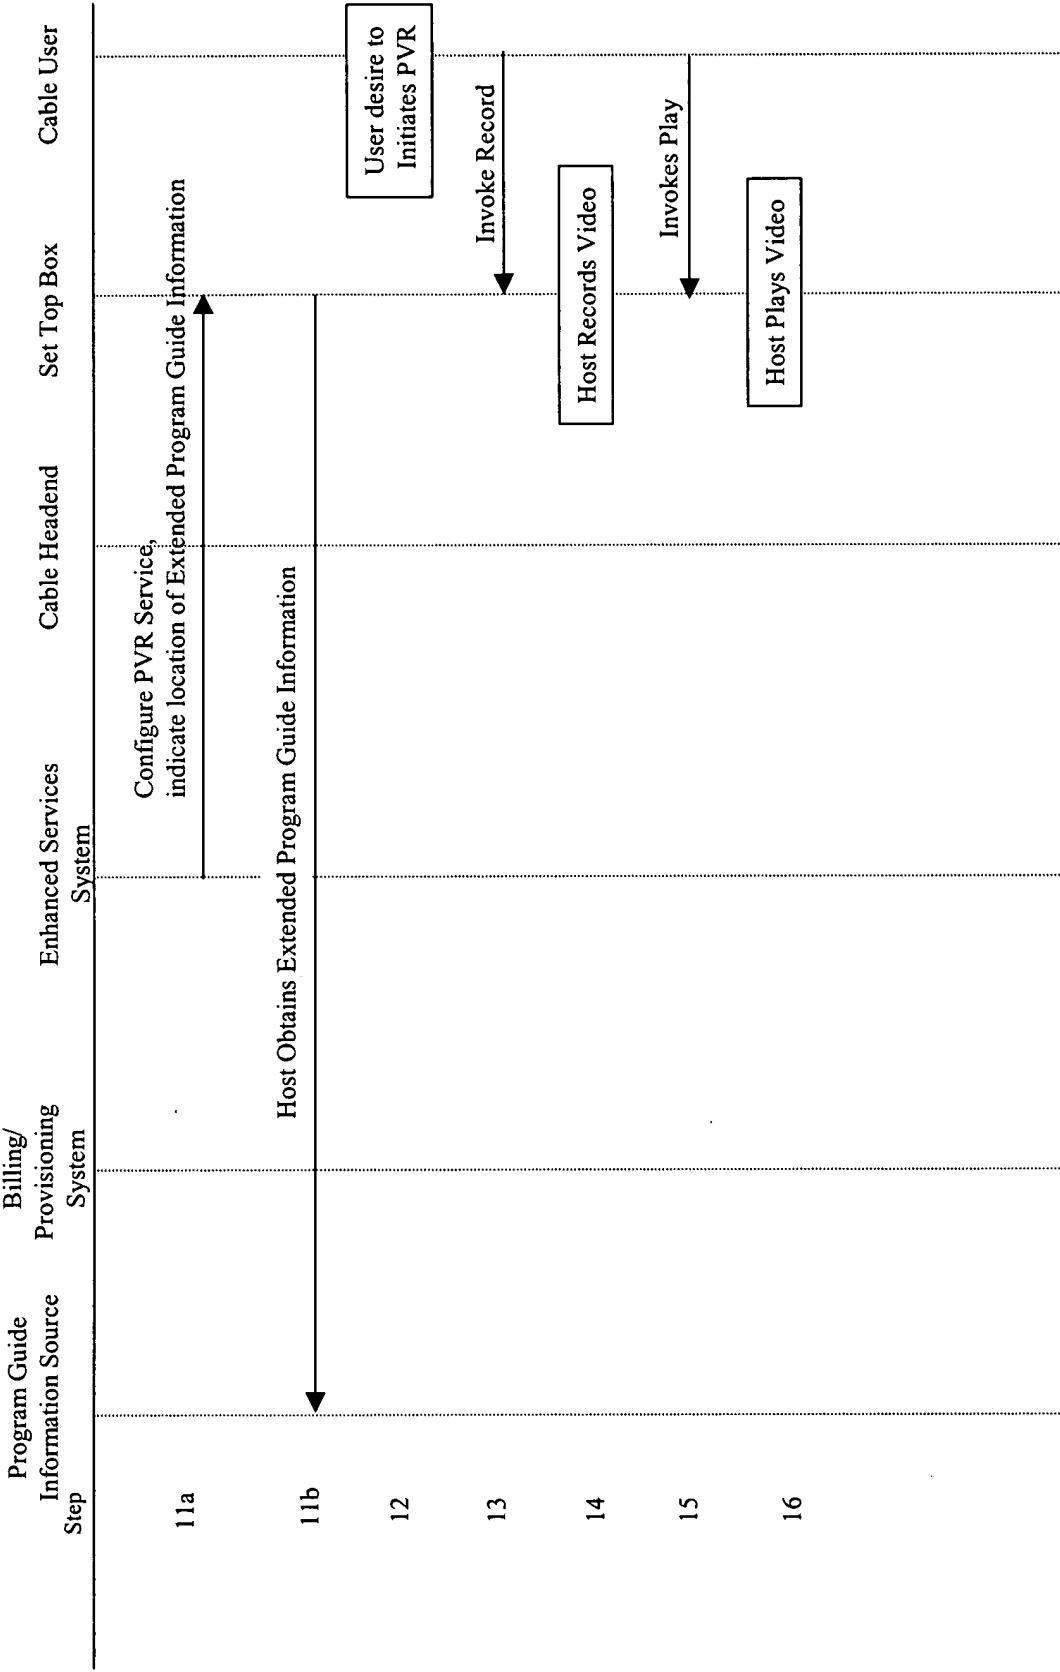 Program Guide
Information Source
Billing/
Provisioning
System
Enhanced Services
System
Cable Headend
Set Top Box
Cable User
Step
11a
Configure PVR Service,
indicate location of Extended Program Guide Information
11b
Host Obtains Extended Program Guide Information
12
User desire to
Initiates PVR
13
Invoke Record
14
Host Records Video
15
Invokes Play
16
Host Plays Video